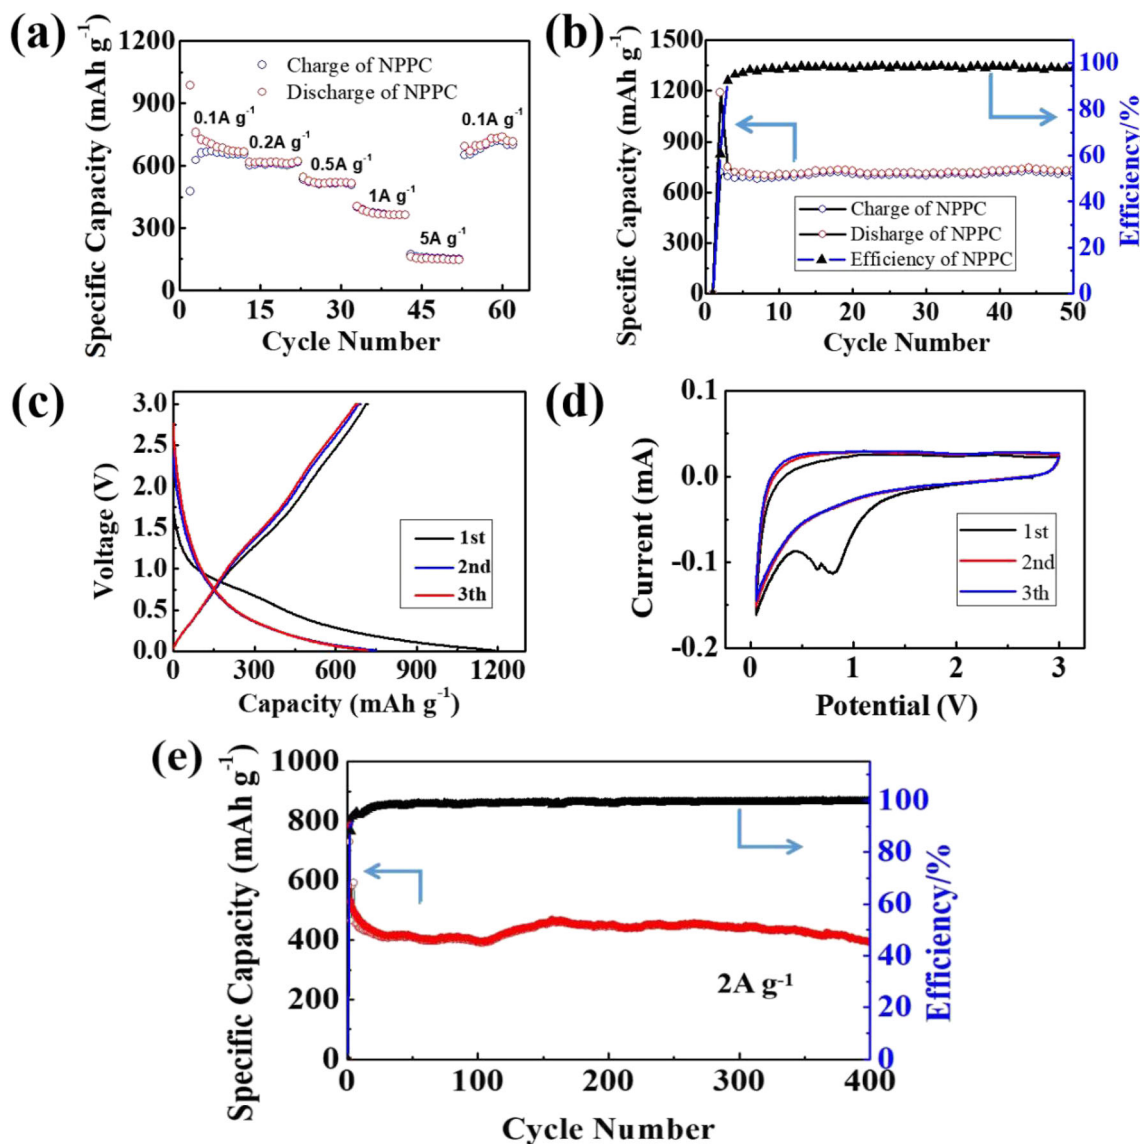 (a)
Specific Capacity (mAh g⁻¹)
1200
900
600
300
0
0 15 30 45 60
Cycle Number
Charge of NPPC
Discharge of NPPC
0.1A g⁻¹
0.2A g⁻¹
0.5A g⁻¹
1A g⁻¹
5A g⁻¹
0.1A g⁻¹
(b)
Specific Capacity (mAh g⁻¹)
1500
1200
900
600
300
0
0 10 20 30 40 50
Cycle Number
100
80
60
40
20
0
Efficiency/%
Charge of NPPC
Disharge of NPPC
Efficiency of NPPC
(c)
Voltage (V)
3.0
2.5
2.0
1.5
1.0
0.5
0.0
0 300 600 900 1200
Capacity (mAh g⁻¹)
1st
2nd
3th
(d)
Current (mA)
0.1
0.0
-0.1
-0.2
0 1 2 3
Potential (V)
1st
2nd
3th
(e)
Specific Capacity (mAh g⁻¹)
1000
800
600
400
200
0
0 100 200 300 400
Cycle Number
100
80
60
40
20
0
Efficiency/%
2A g⁻¹